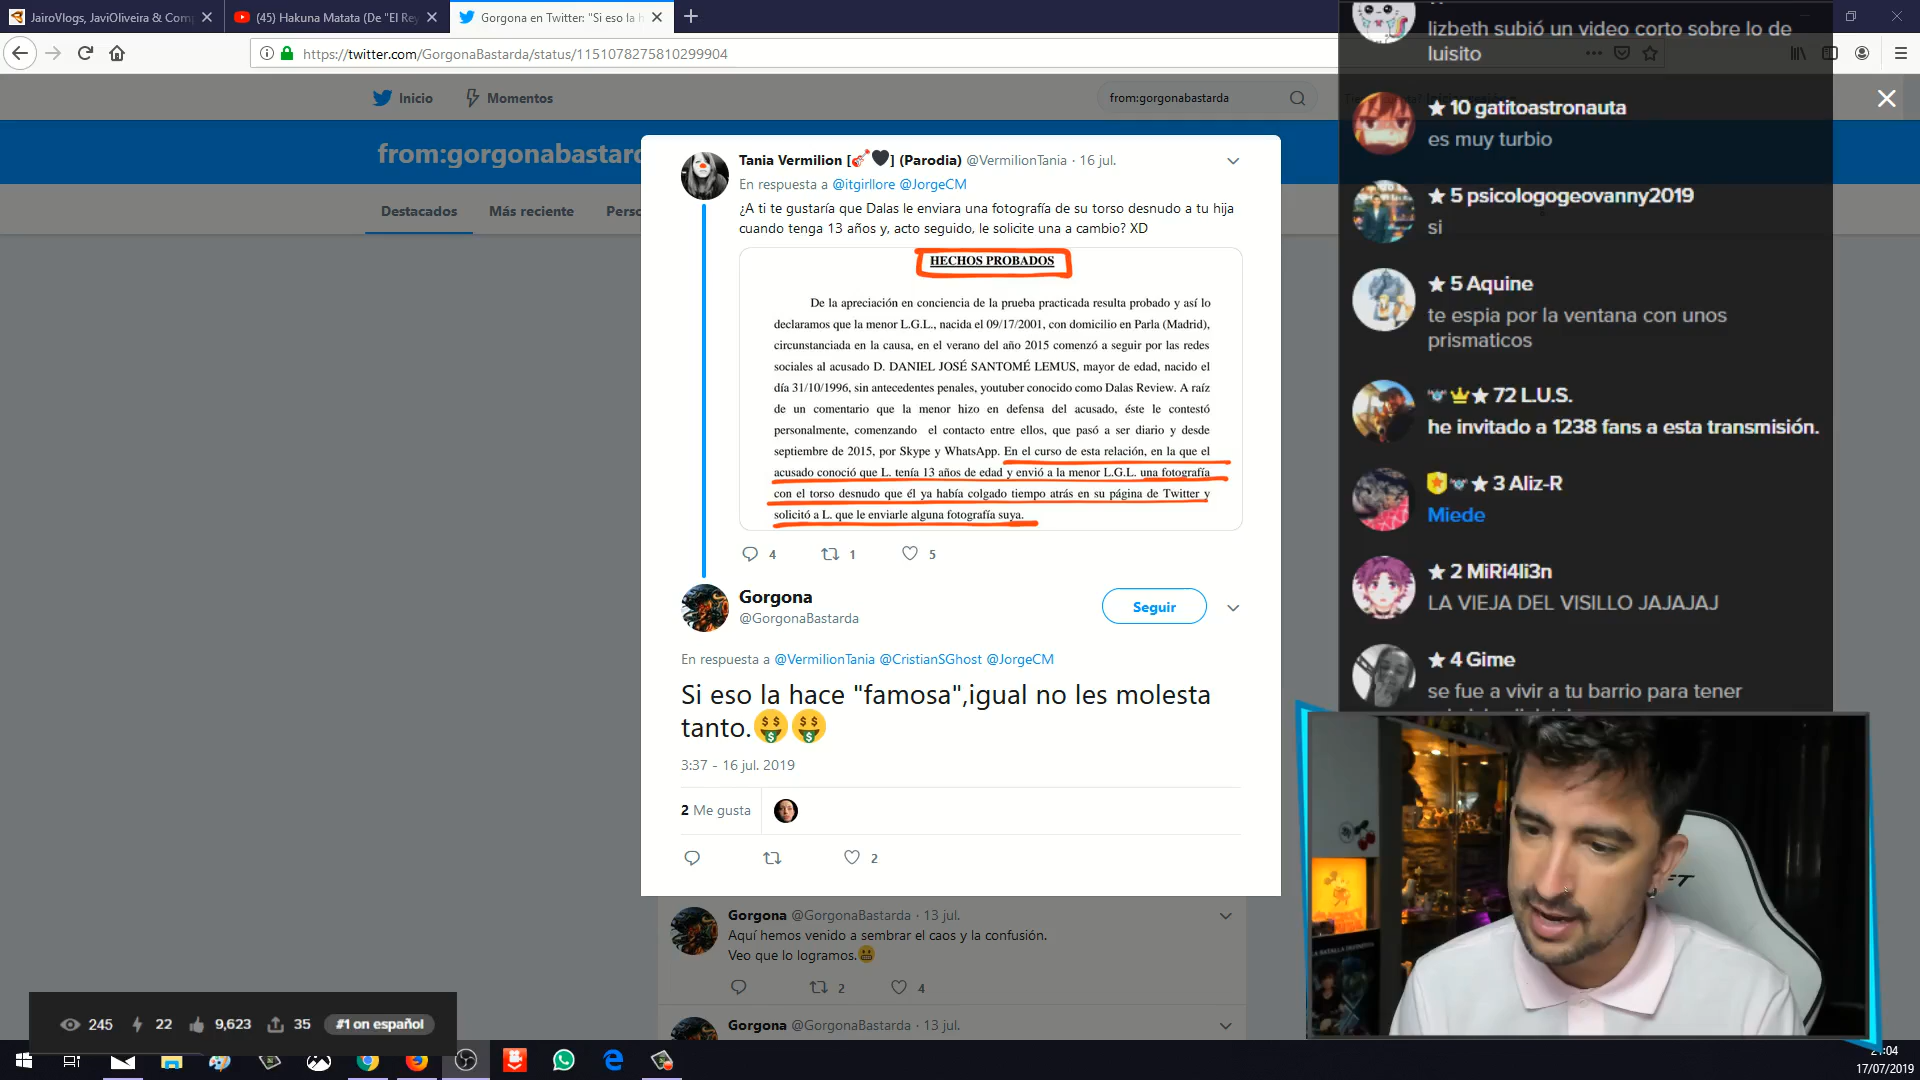 JairoVlogs, JaviOliveira & Com
(45) Hakuna Matata (De "El Re
Gorgona en Twitter: "Si eso la h
https://twitter.com/GorgonaBastarda/status/1151078275810299904
Inicio
Momentos
from:gorgonabastarda
from:gorgonabastard
Destacados
Más reciente
Perso
Tania Vermilion [🎸🖤] (Parodia) @VermilionTania · 16 jul.
En respuesta a @itgirllore @JorgeCM
¿A ti te gustaría que Dalas le enviara una fotografía de su torso desnudo a tu hija
cuando tenga 13 años y, acto seguido, le solicite una a cambio? XD
HECHOS PROBADOS
De la apreciación en conciencia de la prueba practicada resulta probado y así lo
declaramos que la menor L.G.L., nacida el 09/17/2001, con domicilio en Parla (Madrid),
circunstanciada en la causa, en el verano del año 2015 comenzó a seguir por las redes
sociales al acusado D. DANIEL JOSÉ SANTOMÉ LEMUS, mayor de edad, nacido el
día 31/10/1996, sin antecedentes penales, youtuber conocido como Dalas Review. A raíz
de un comentario que la menor hizo en defensa del acusado, éste le contestó
personalmente, comenzando el contacto entre ellos, que pasó a ser diario y desde
septiembre de 2015, por Skype y WhatsApp. En el curso de esta relación, en la que el
acusado conoció que L. tenía 13 años de edad y envió a la menor L.G.L. una fotografía
con el torso desnudo que él ya había colgado tiempo atrás en su página de Twitter y
solicitó a L. que le enviarle alguna fotografía suya.
4
1
5
Gorgona
@GorgonaBastarda
Seguir
En respuesta a @VermilionTania @CristianSGhost @JorgeCM
Si eso la hace "famosa",igual no les molesta
tanto.🤑🤑
3:37 - 16 jul. 2019
2 Me gusta
2
Gorgona @GorgonaBastarda · 13 jul.
Aquí hemos venido a sembrar el caos y la confusión.
Veo que lo logramos.😬
2
4
Gorgona @GorgonaBastarda · 13 jul.
lizbeth subió un video corto sobre lo de
luisito
★ 10 gatitoastronauta
es muy turbio
★ 5 psicologogeovanny2019
si
★ 5 Aquine
te espia por la ventana con unos
prismaticos
★ 72 L.U.S.
he invitado a 1238 fans a esta transmisión.
★ 3 Aliz-R
Miede
★ 2 MiRi4li3n
LA VIEJA DEL VISILLO JAJAJAJ
★ 4 Gime
se fue a vivir a tu barrio para tener
245
22
9,623
35
#1 on español
21:04
17/07/2019